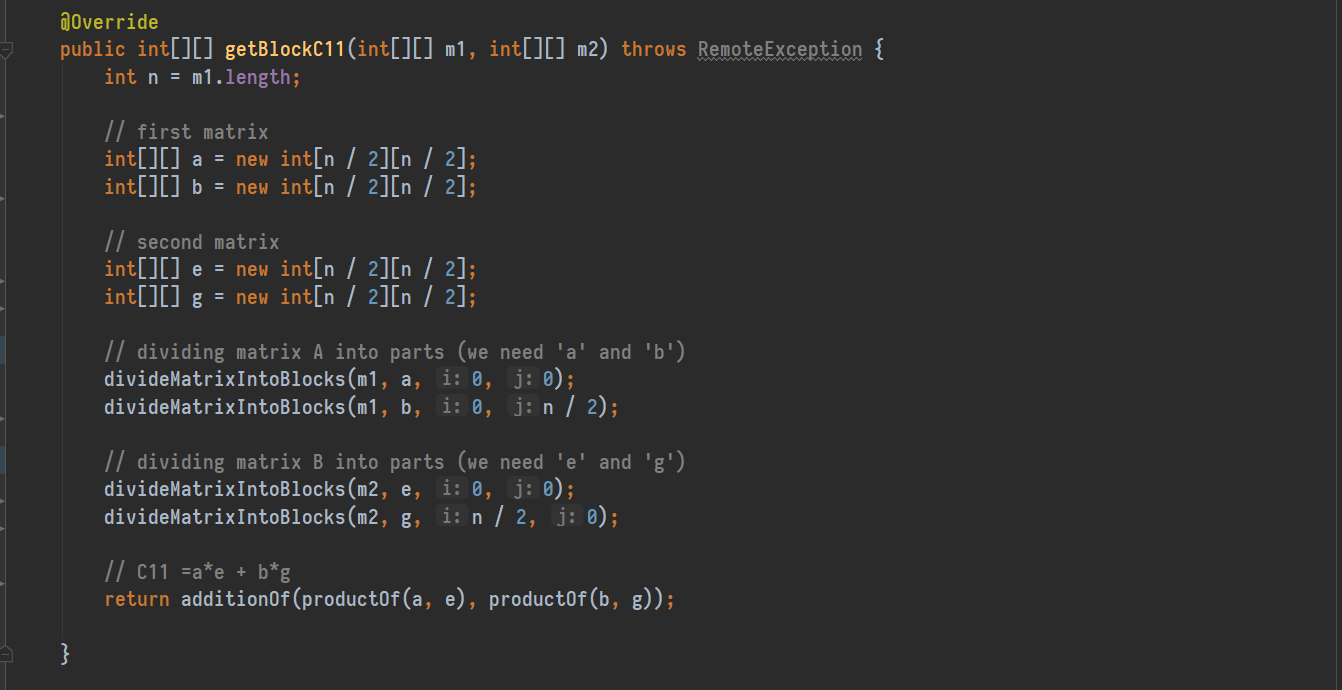 @Override
public int[][] getBlockC11(int[][] m1, int[][] m2) throws RemoteException {
int n = m1.length;
// first matrix
int[][] a = new int[n / 2][n / 2];
int[][] b = new int[n / 2][n / 2];
// second matrix
int[][] e = new int[n / 2][n / 2];
int[][] g = new int[n / 2][n / 2];
// dividing matrix A into parts (we need 'a' and 'b')
divideMatrixIntoBlocks(m1, a, i: 0, j: 0);
divideMatrixIntoBlocks(m1, b, i: 0, j: n / 2);
// dividing matrix B into parts (we need 'e' and 'g')
divideMatrixIntoBlocks(m2, e, i: 0, j: 0);
divideMatrixIntoBlocks(m2, g, i: n / 2, j: 0);
// C11 =a*e + b*g
return additionOf(productOf(a, e), productOf(b, g));
}